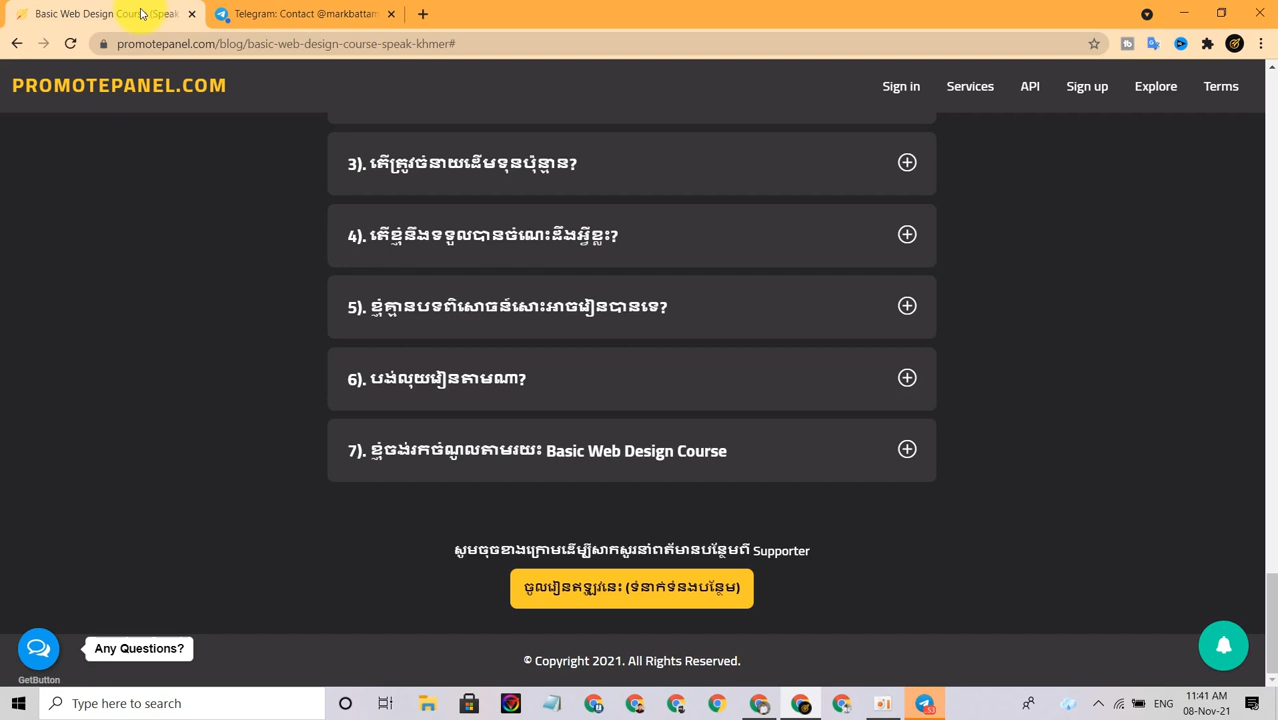 Basic Web Design Course (Speak
Telegram: Contact @markbattam
promotepanel.com/blog/basic-web-design-course-speak-khmer#
PROMOTEPANEL.COM
Sign in Services API Sign up Explore Terms
3). តើត្រូវចំនាយដើមទុនប៉ុន្មាន?
4). តើខ្ញុំនឹងទទួលបានចំណេះដឹងអ្វីខ្លះ?
5). ខ្ញុំគ្មានបទពិសោធន៍សោះអាចរៀនបានទេ?
6). បង់លុយរៀនតាមណា?
7). ខ្ញុំចង់រកចំណូលតាមរយះ Basic Web Design Course
សូមចុចខាងក្រោមដើម្បីសាកសួរនាំពត័មានបន្ថែមពី Supporter
ចូលរៀនឥឡូវនេះ (ទំនាក់ទំនងបន្ថែម)
Any Questions?
GetButton
© Copyright 2021. All Rights Reserved.
Type here to search
ENG
11:41 AM
08-Nov-21